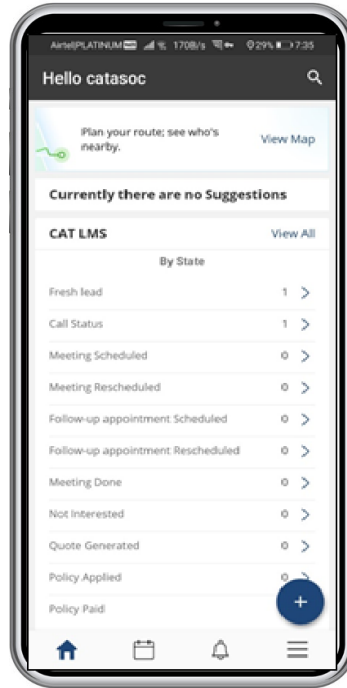 Airtel|PLATINUM 170B/s 29% 7:35
Hello catasoc
Plan your route; see who's
nearby.
View Map
Currently there are no Suggestions
CAT LMS View All
By State
Fresh lead 1
Call Status 1
Meeting Scheduled 0
Meeting Rescheduled 0
Follow-up appointment Scheduled 0
Follow-up appointment Rescheduled 0
Meeting Done 0
Not Interested 0
Quote Generated 0
Policy Applied 0
Policy Paid